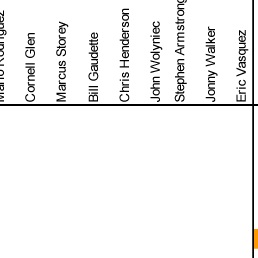 Cornell Glen
Marcus Storey
Bill Gaudette
Chris Henderson
John Wolyniec
Stephen Armstrong
Jonny Walker
Eric Vasquez